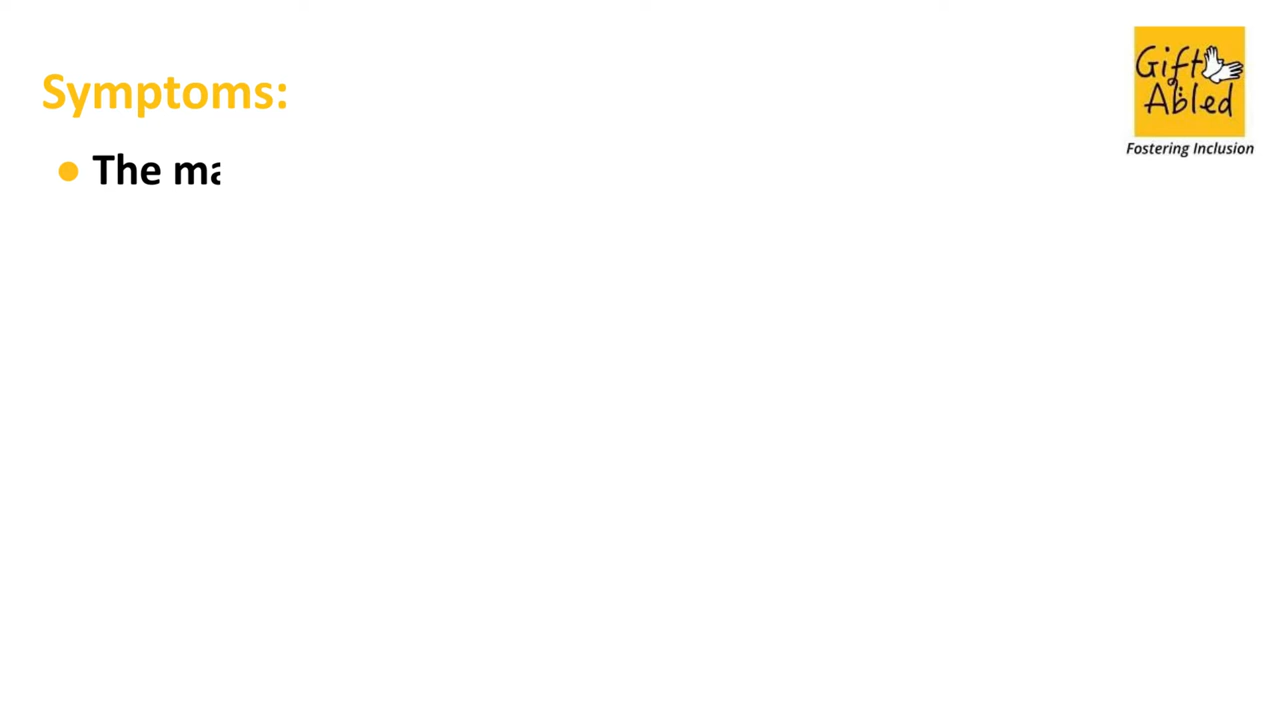 Symptoms:
Gift
Abled
Fostering Inclusion
● The ma